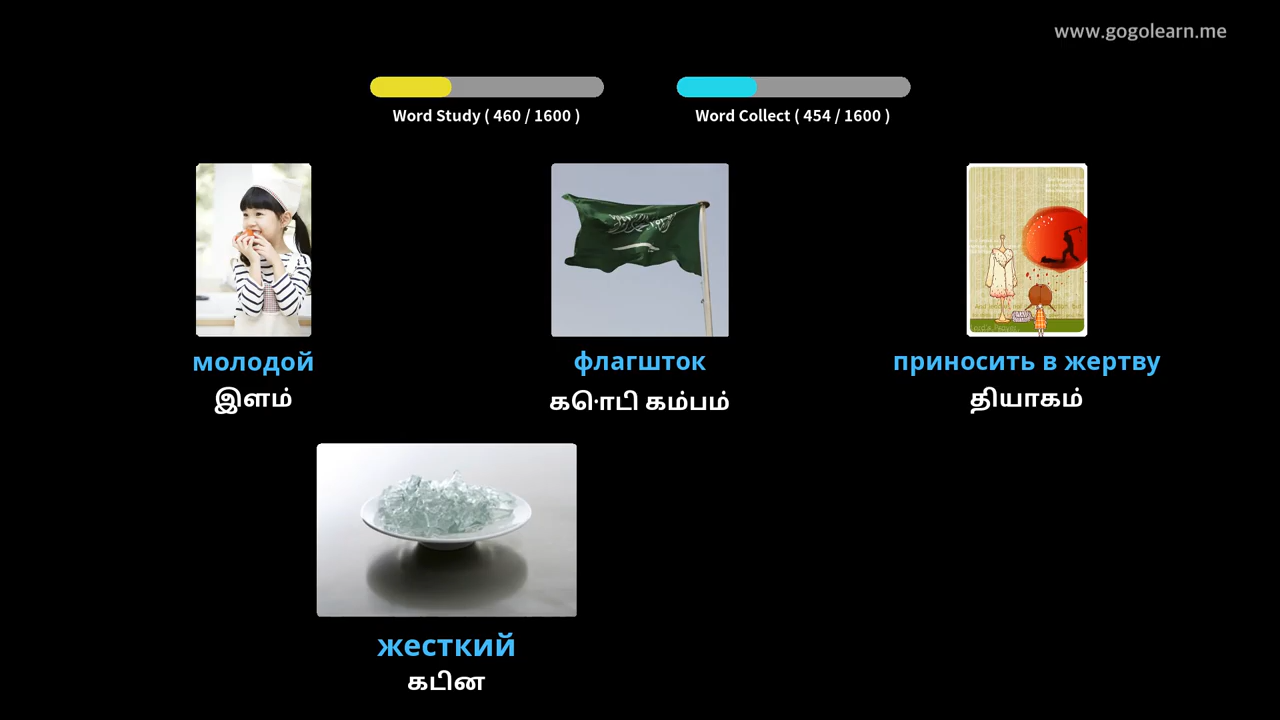 www.gogolearn.me
Word Study ( 460 / 1600 )
Word Collect ( 454 / 1600 )
молодой
флагшток
приносить в жертву
இளம்
கொடி கம்பம்
தியாகம்
жесткий
கடின